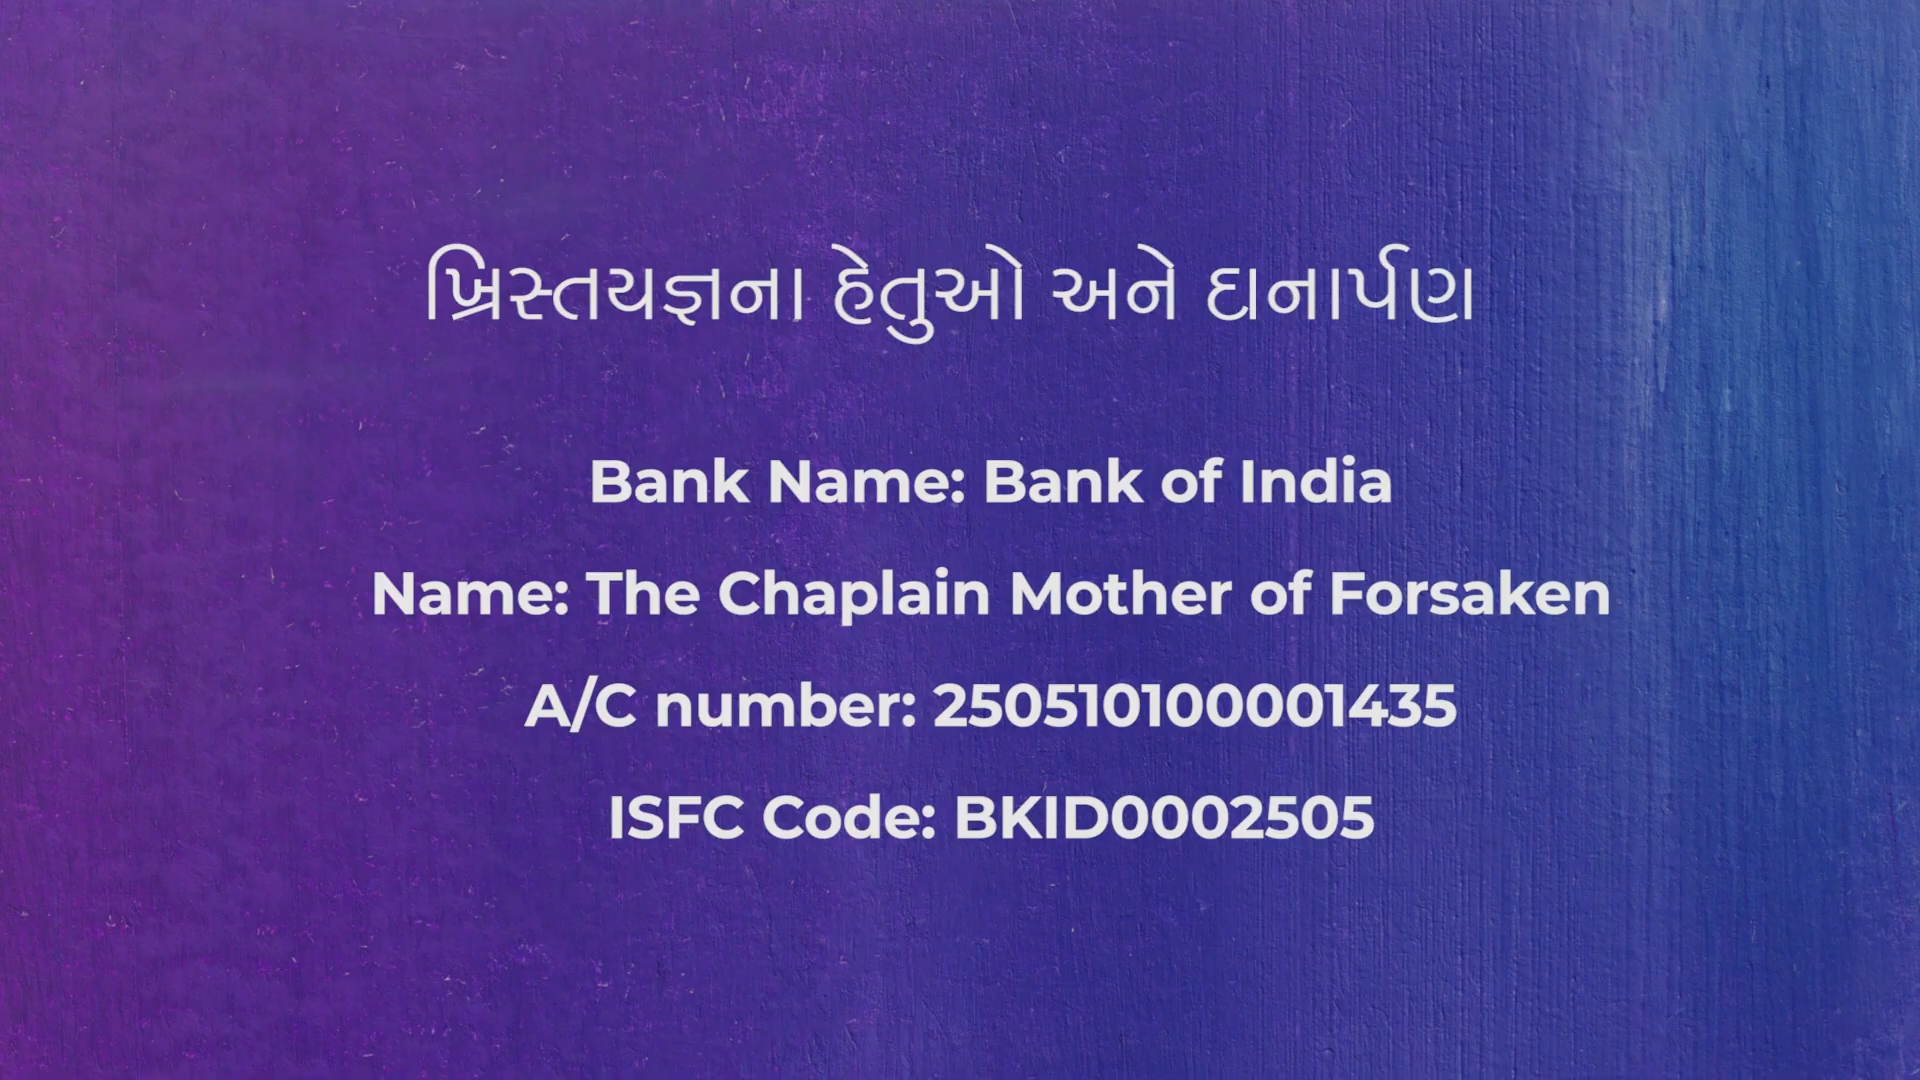 ખ્રિસ્તયજ્ઞના હેતુઓ અને દાનાર્પણ
Bank Name: Bank of India
Name: The Chaplain Mother of Forsaken
A/C number: 250510100001435
ISFC Code: BKID0002505